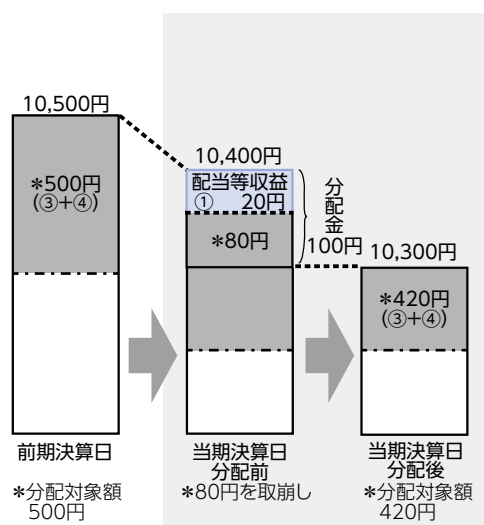 10,500円
*500円
(③+④)
10,400円
配当等収益
① 20円
*80円
分配金
100円
10,300円
*420円
(③+④)
前期決算日
*分配対象額
500円
当期決算日
分配前
*80円を取崩し
当期決算日
分配後
*分配対象額
420円